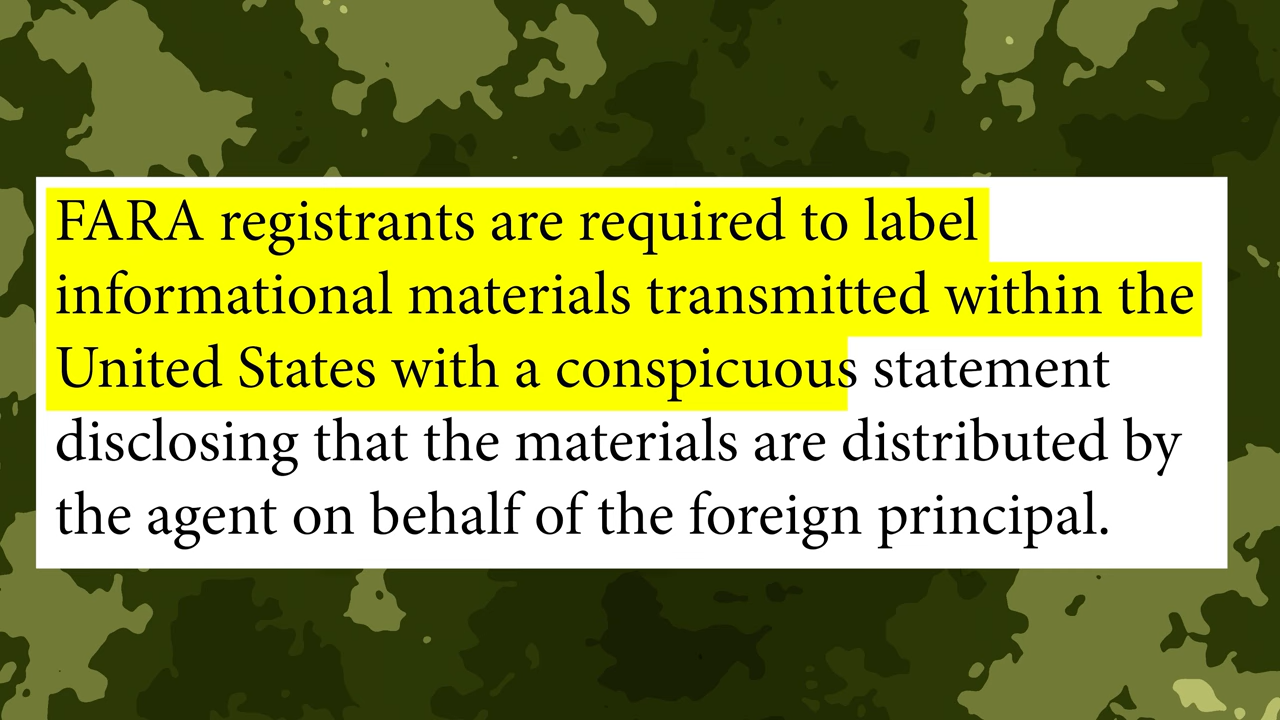 FARA registrants are required to label
informational materials transmitted within the
United States with a conspicuous statement
disclosing that the materials are distributed by
the agent on behalf of the foreign principal.